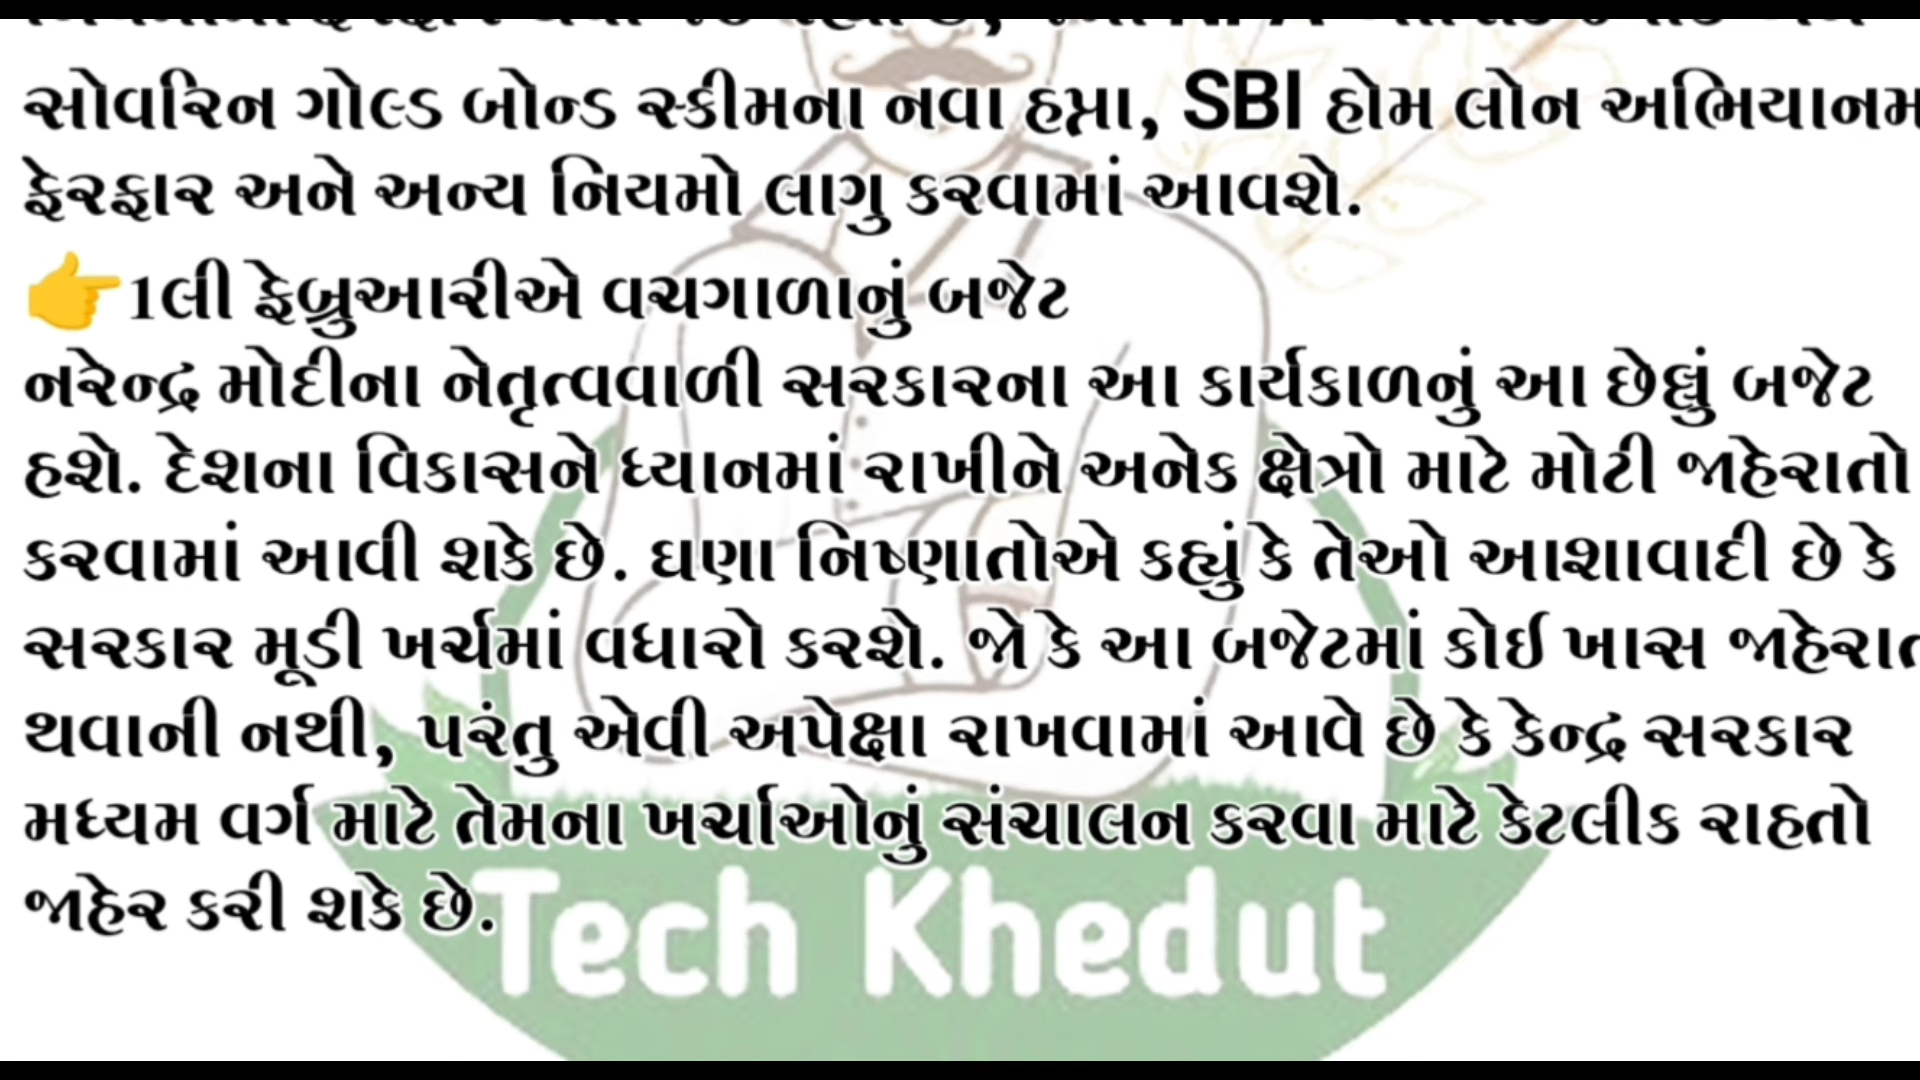 સોવરિન ગોલ્ડ બોન્ડ સ્કીમના નવા હપ્તા, SBI હોમ લોન અભિયાનમ
ફેરફાર અને અન્ય નિયમો લાગુ કરવામાં આવશે.
👉1લી ફેબ્રુઆરીએ વચગાળાનું બજેટ
નરેન્દ્ર મોદીના નેતૃત્વવાળી સરકારના આ કાર્યકાળનું આ છેલ્લું બજેટ
હશે. દેશના વિકાસને ધ્યાનમાં રાખીને અનેક ક્ષેત્રો માટે મોટી જાહેરાતો
કરવામાં આવી શકે છે. ઘણા નિષ્ણાતોએ કહ્યું કે તેઓ આશાવાદી છે કે
સરકાર મૂડી ખર્ચમાં વધારો કરશે. જો કે આ બજેટમાં કોઈ ખાસ જાહેરાત
થવાની નથી, પરંતુ એવી અપેક્ષા રાખવામાં આવે છે કે કેન્દ્ર સરકાર
મધ્યમ વર્ગ માટે તેમના ખર્ચાઓનું સંચાલન કરવા માટે કેટલીક રાહતો
જાહેર કરી શકે છે.
Tech Khedut